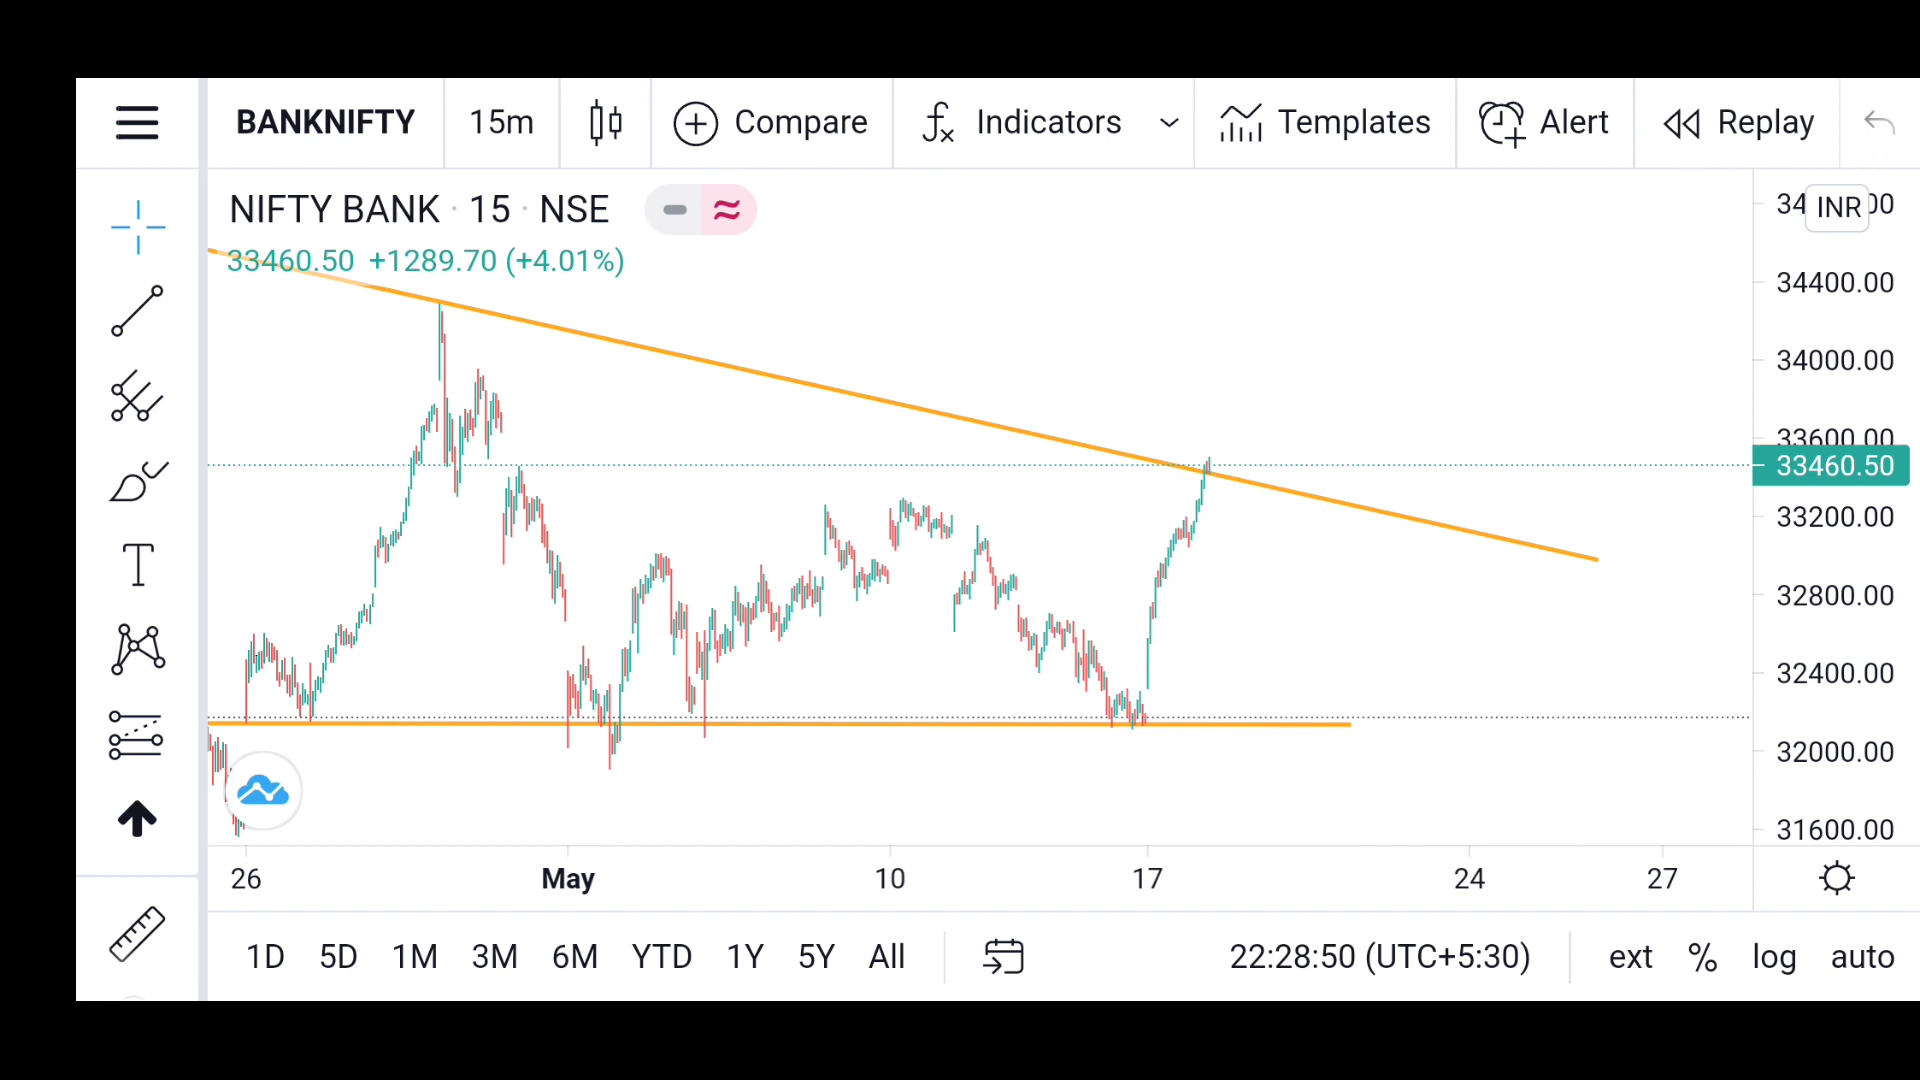 BANKNIFTY 15m Compare Indicators Templates Alert Replay
NIFTY BANK · 15 · NSE
33460.50 +1289.70 (+4.01%)
INR
34400.00
34000.00
33600.00
33460.50
33200.00
32800.00
32400.00
32000.00
31600.00
26 May 10 17 24 27
1D 5D 1M 3M 6M YTD 1Y 5Y All 22:28:50 (UTC+5:30) ext % log auto